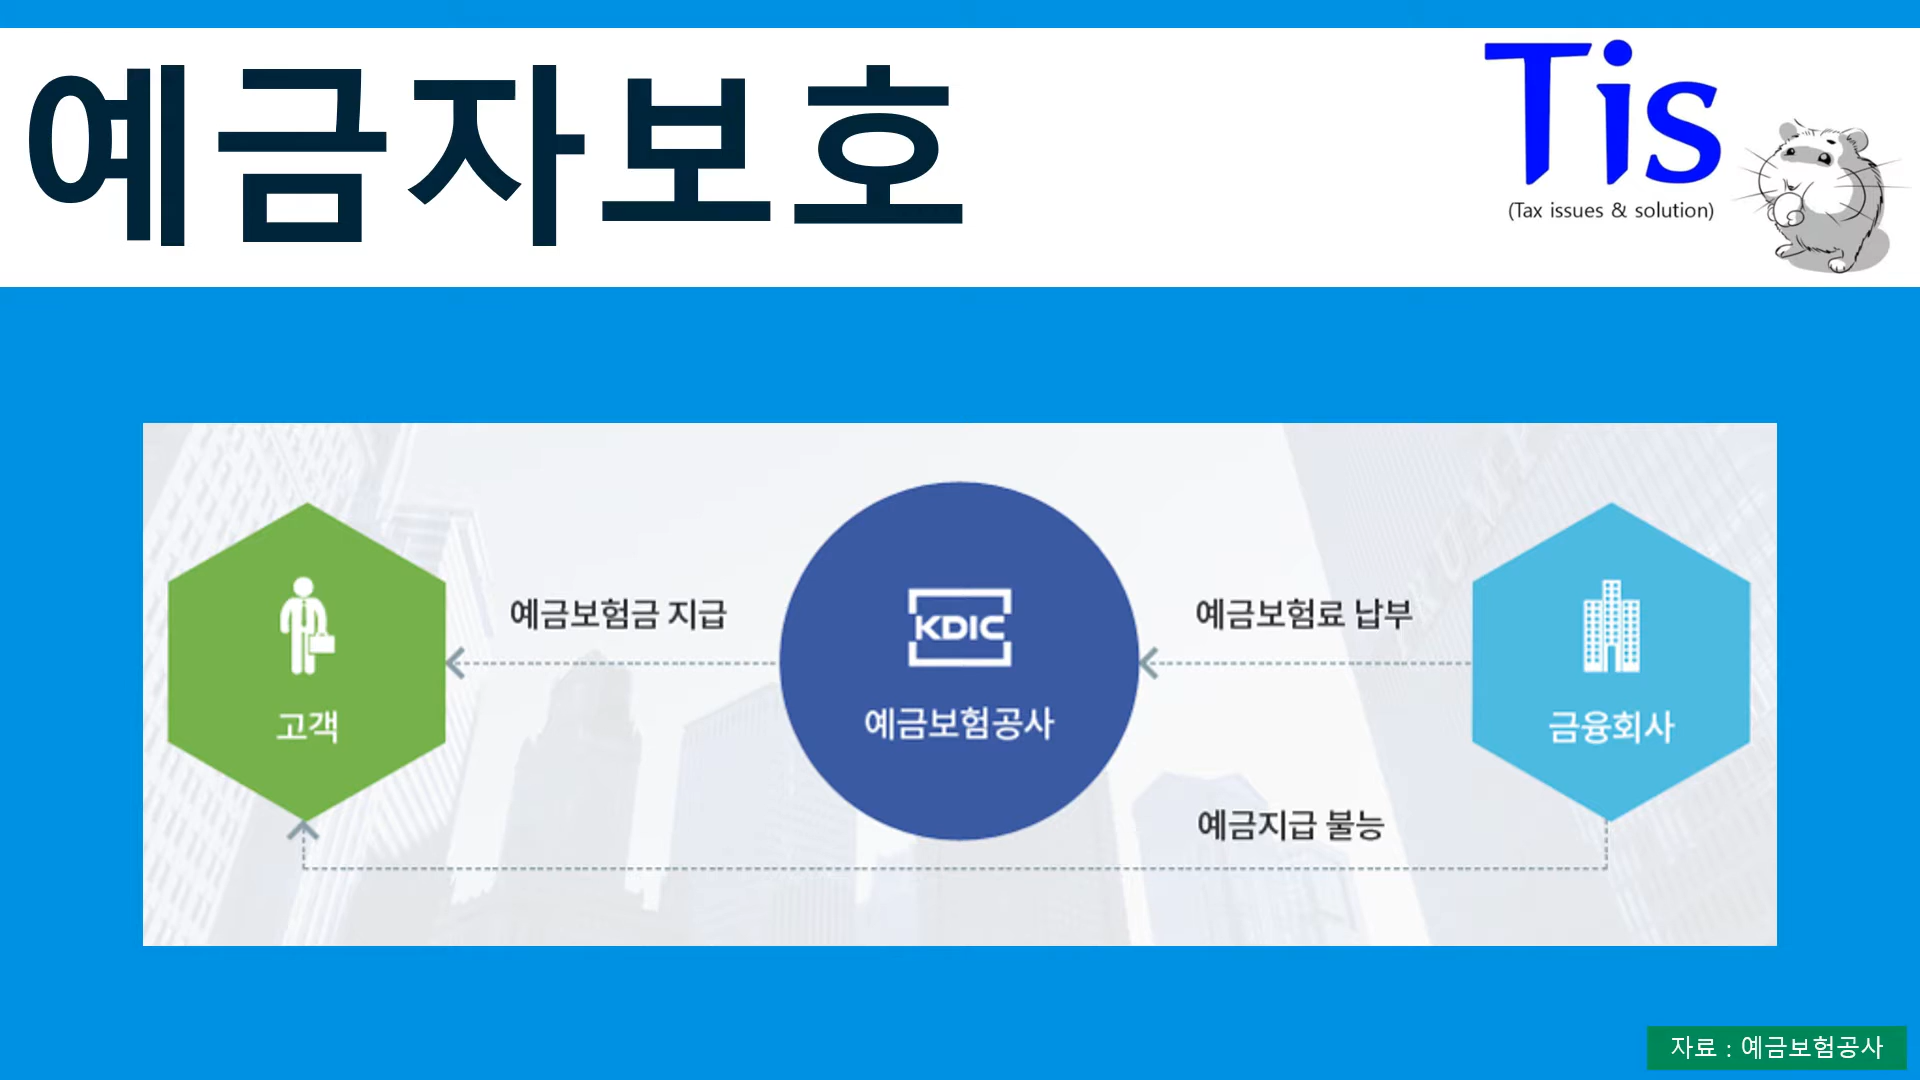 예금자보호
Tis
(Tax issues & solution)
예금보험금 지급
KDIC
예금보험료 납부
고객
예금보험공사
금융회사
예금지급 불능
자료 : 예금보험공사